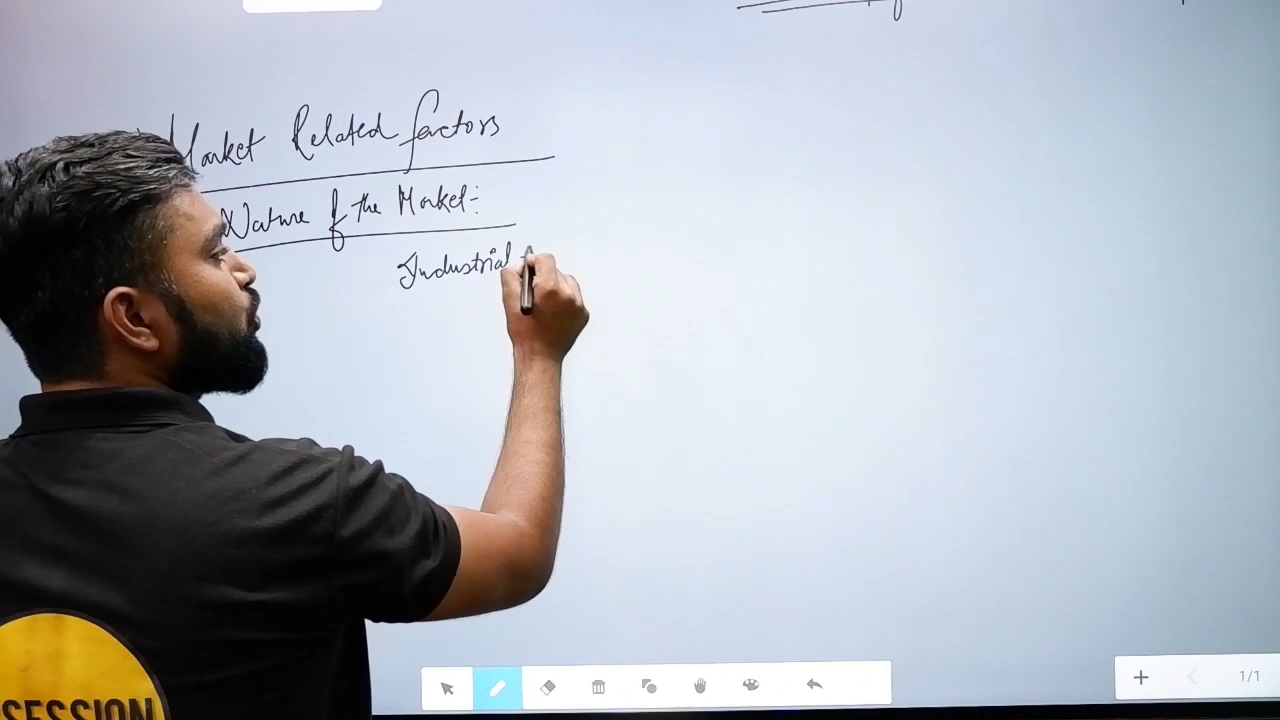 Market Related factors
Nature of the Market:-
Industrial
SESSION
1/1